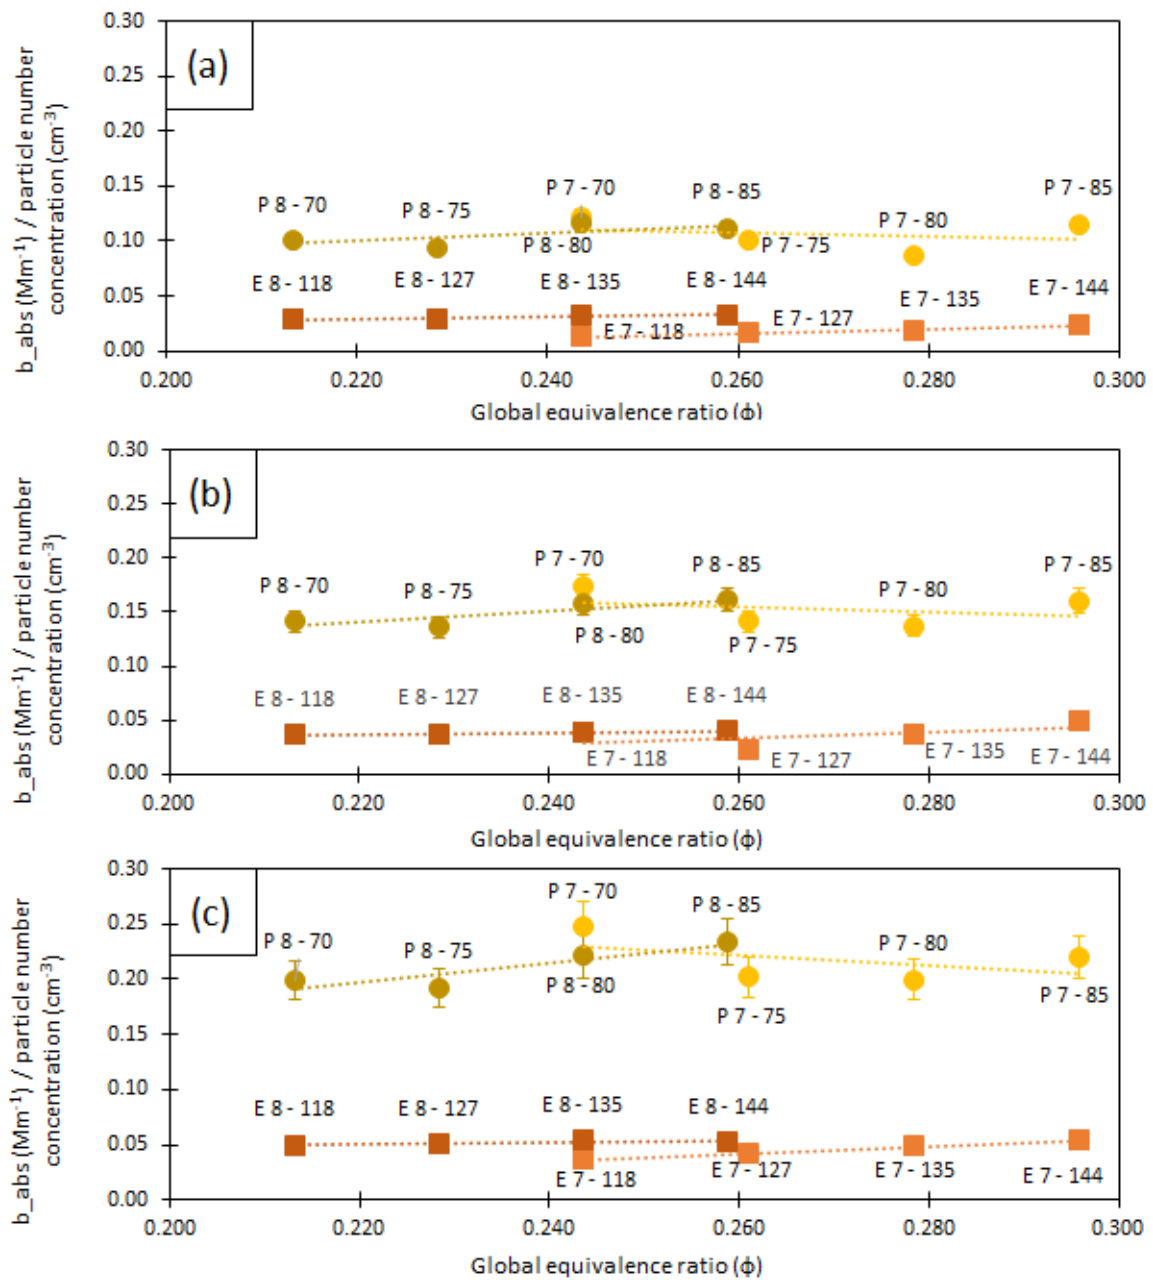 (a)
b_abs (Mm⁻¹) / particle number
concentration (cm⁻³)
0.30
0.25
0.20
0.15
0.10
0.05
0.00
P 8 - 70
P 8 - 75
P 7 - 70
P 8 - 80
P 8 - 85
P 7 - 75
P 7 - 80
P 7 - 85
E 8 - 118
E 8 - 127
E 8 - 135
E 8 - 144
E 7 - 118
E 7 - 127
E 7 - 135
E 7 - 144
0.200 0.220 0.240 0.260 0.280 0.300
Global equivalence ratio (ϕ)
(b)
b_abs (Mm⁻¹) / particle number
concentration (cm⁻³)
0.30
0.25
0.20
0.15
0.10
0.05
0.00
P 8 - 70
P 8 - 75
P 7 - 70
P 8 - 80
P 8 - 85
P 7 - 75
P 7 - 80
P 7 - 85
E 8 - 118
E 8 - 127
E 8 - 135
E 8 - 144
E 7 - 118
E 7 - 127
E 7 - 135
E 7 - 144
0.200 0.220 0.240 0.260 0.280 0.300
Global equivalence ratio (ϕ)
(c)
b_abs (Mm⁻¹) / particle number
concentration (cm⁻³)
0.30
0.25
0.20
0.15
0.10
0.05
0.00
P 8 - 70
P 8 - 75
P 7 - 70
P 8 - 80
P 8 - 85
P 7 - 75
P 7 - 80
P 7 - 85
E 8 - 118
E 8 - 127
E 8 - 135
E 8 - 144
E 7 - 118
E 7 - 127
E 7 - 135
E 7 - 144
0.200 0.220 0.240 0.260 0.280 0.300
Global equivalence ratio (ϕ)